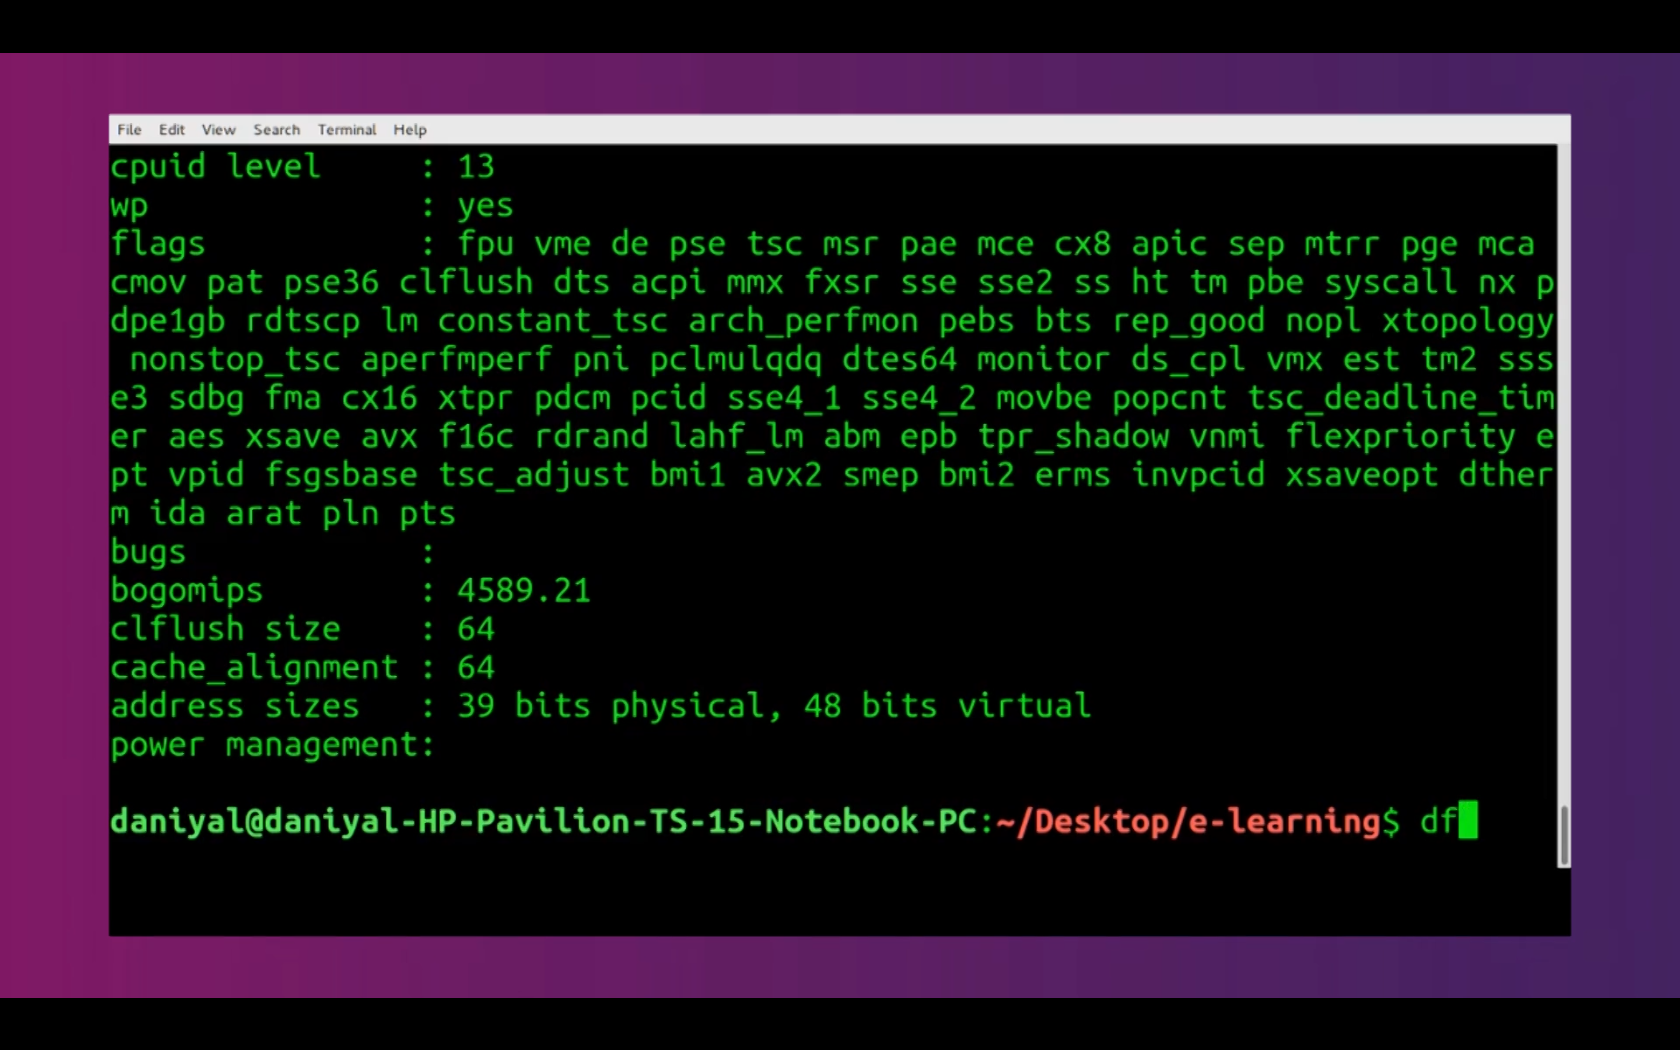 File Edit View Search Terminal Help
cpuid level : 13
wp : yes
flags : fpu vme de pse tsc msr pae mce cx8 apic sep mtrr pge mca
cmov pat pse36 clflush dts acpi mmx fxsr sse sse2 ss ht tm pbe syscall nx p
dpe1gb rdtscp lm constant_tsc arch_perfmon pebs bts rep_good nopl xtopology
nonstop_tsc aperfmperf pni pclmulqdq dtes64 monitor ds_cpl vmx est tm2 sss
e3 sdbg fma cx16 xtpr pdcm pcid sse4_1 sse4_2 movbe popcnt tsc_deadline_tim
er aes xsave avx f16c rdrand lahf_lm abm epb tpr_shadow vnmi flexpriority e
pt vpid fsgsbase tsc_adjust bmi1 avx2 smep bmi2 erms invpcid xsaveopt dther
m ida arat pln pts
bugs :
bogomips : 4589.21
clflush size : 64
cache_alignment : 64
address sizes : 39 bits physical, 48 bits virtual
power management:
daniyal@daniyal-HP-Pavilion-TS-15-Notebook-PC:~/Desktop/e-learning$ df